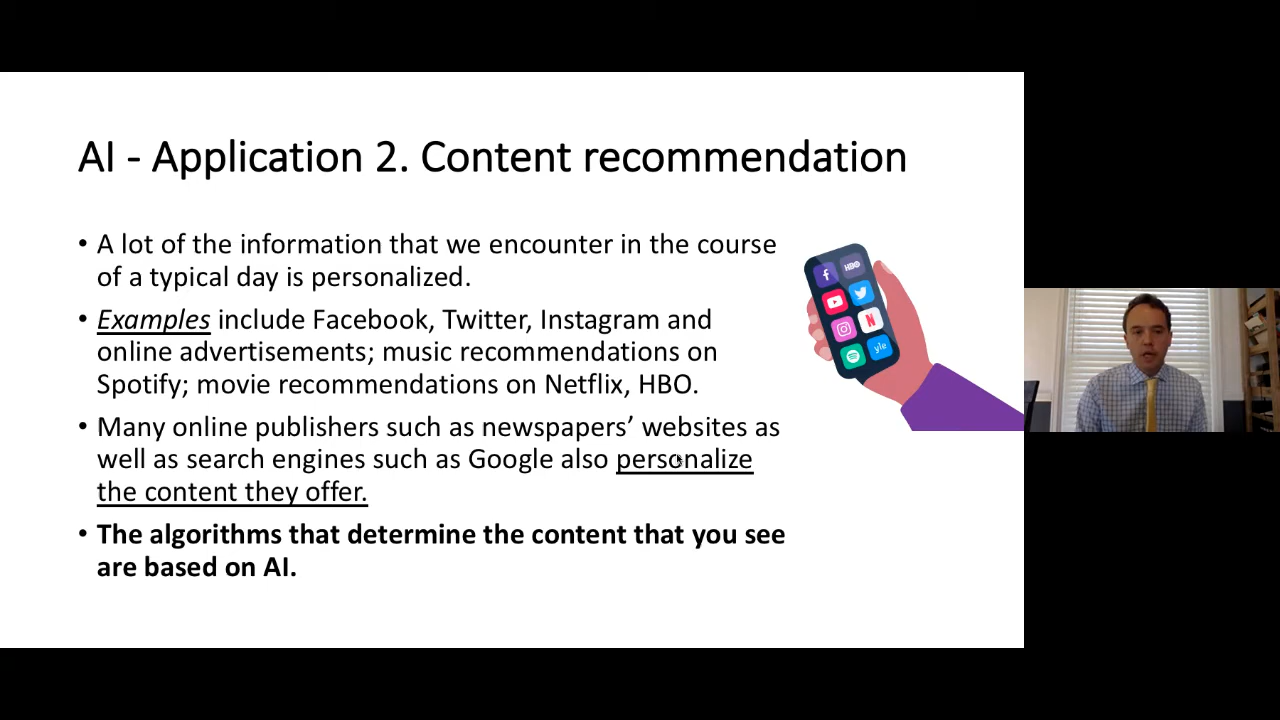 AI - Application 2. Content recommendation
• A lot of the information that we encounter in the course
of a typical day is personalized.
• Examples include Facebook, Twitter, Instagram and
online advertisements; music recommendations on
Spotify; movie recommendations on Netflix, HBO.
• Many online publishers such as newspapers’ websites as
well as search engines such as Google also personalize
the content they offer.
• The algorithms that determine the content that you see
are based on AI.
f HBO
N
yle